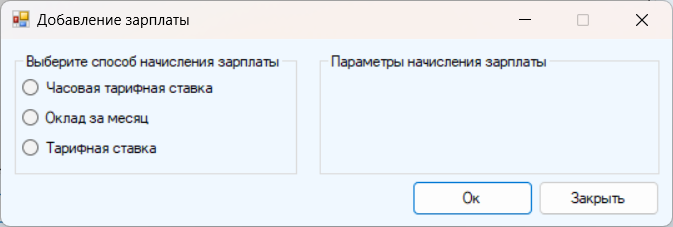 Добавление зарплаты
Выберите способ начисления зарплаты
Часовая тарифная ставка
Оклад за месяц
Тарифная ставка
Параметры начисления зарплаты
Ок
Закрыть